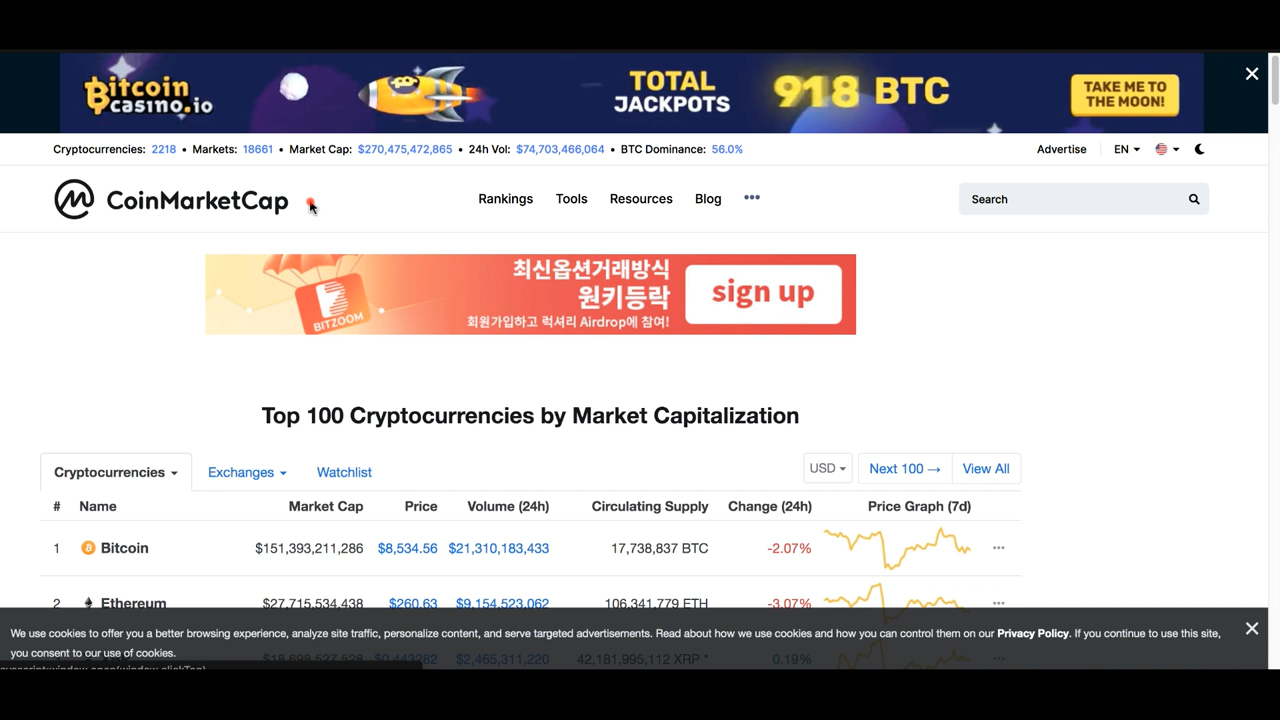 Bitcoin
casino.io
TOTAL
JACKPOTS
918 BTC
TAKE ME TO
THE MOON!
Cryptocurrencies: 2218 • Markets: 18661 • Market Cap: $270,475,472,865 • 24h Vol: $74,703,466,064 • BTC Dominance: 56.0%
Advertise EN
CoinMarketCap
Rankings Tools Resources Blog •••
Search
BITZOOM
최신옵션거래방식
원키등락
회원가입하고 럭셔리 Airdrop에 참여!
sign up
Top 100 Cryptocurrencies by Market Capitalization
Cryptocurrencies Exchanges Watchlist USD Next 100 → View All
# Name Market Cap Price Volume (24h) Circulating Supply Change (24h) Price Graph (7d)
1 Bitcoin $151,393,211,286 $8,534.56 $21,310,183,433 17,738,837 BTC -2.07%
2 Ethereum $27,715,534,438 $260.63 $9,154,523,062 106,341,779 ETH -3.07%
We use cookies to offer you a better browsing experience, analyze site traffic, personalize content, and serve targeted advertisements. Read about how we use cookies and how you can control them on our Privacy Policy. If you continue to use this site,
you consent to our use of cookies.
$2,465,311,220 42,181,995,112 XRP * 0.19%